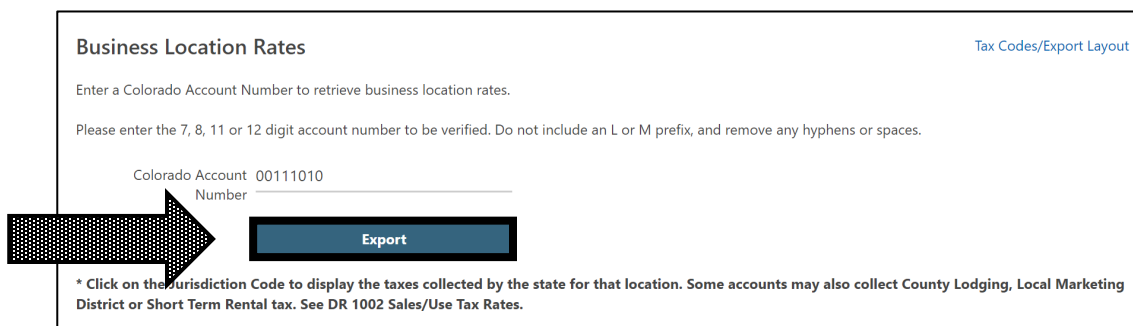 Business Location Rates
Tax Codes/Export Layout
Enter a Colorado Account Number to retrieve business location rates.
Please enter the 7, 8, 11 or 12 digit account number to be verified. Do not include an L or M prefix, and remove any hyphens or spaces.
Colorado Account 00111010
Number
Export
* Click on the Jurisdiction Code to display the taxes collected by the state for that location. Some accounts may also collect County Lodging, Local Marketing
District or Short Term Rental tax. See DR 1002 Sales/Use Tax Rates.